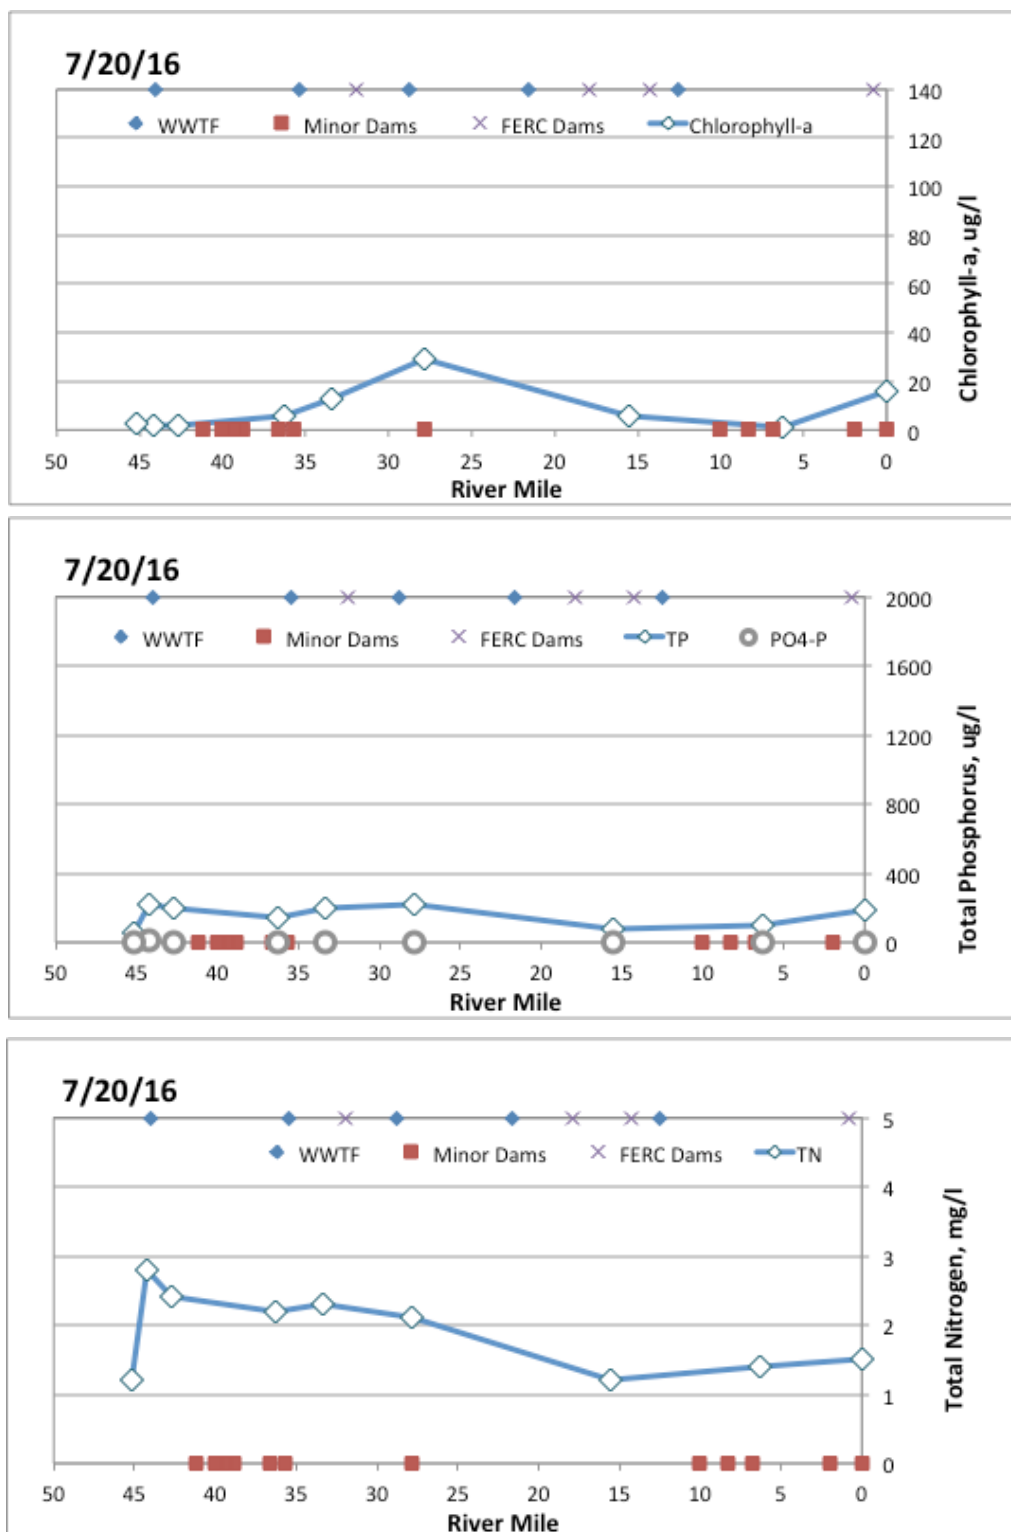 7/20/16
WWTF Minor Dams FERC Dams Chlorophyll-a
140
120
100
80
60
40
20
0
Chlorophyll-a, ug/l
50 45 40 35 30 25 20 15 10 5 0
River Mile
7/20/16
WWTF Minor Dams FERC Dams TP PO4-P
2000
1600
1200
800
400
0
Total Phosphorus, ug/l
50 45 40 35 30 25 20 15 10 5 0
River Mile
7/20/16
WWTF Minor Dams FERC Dams TN
5
4
3
2
1
0
Total Nitrogen, mg/l
50 45 40 35 30 25 20 15 10 5 0
River Mile